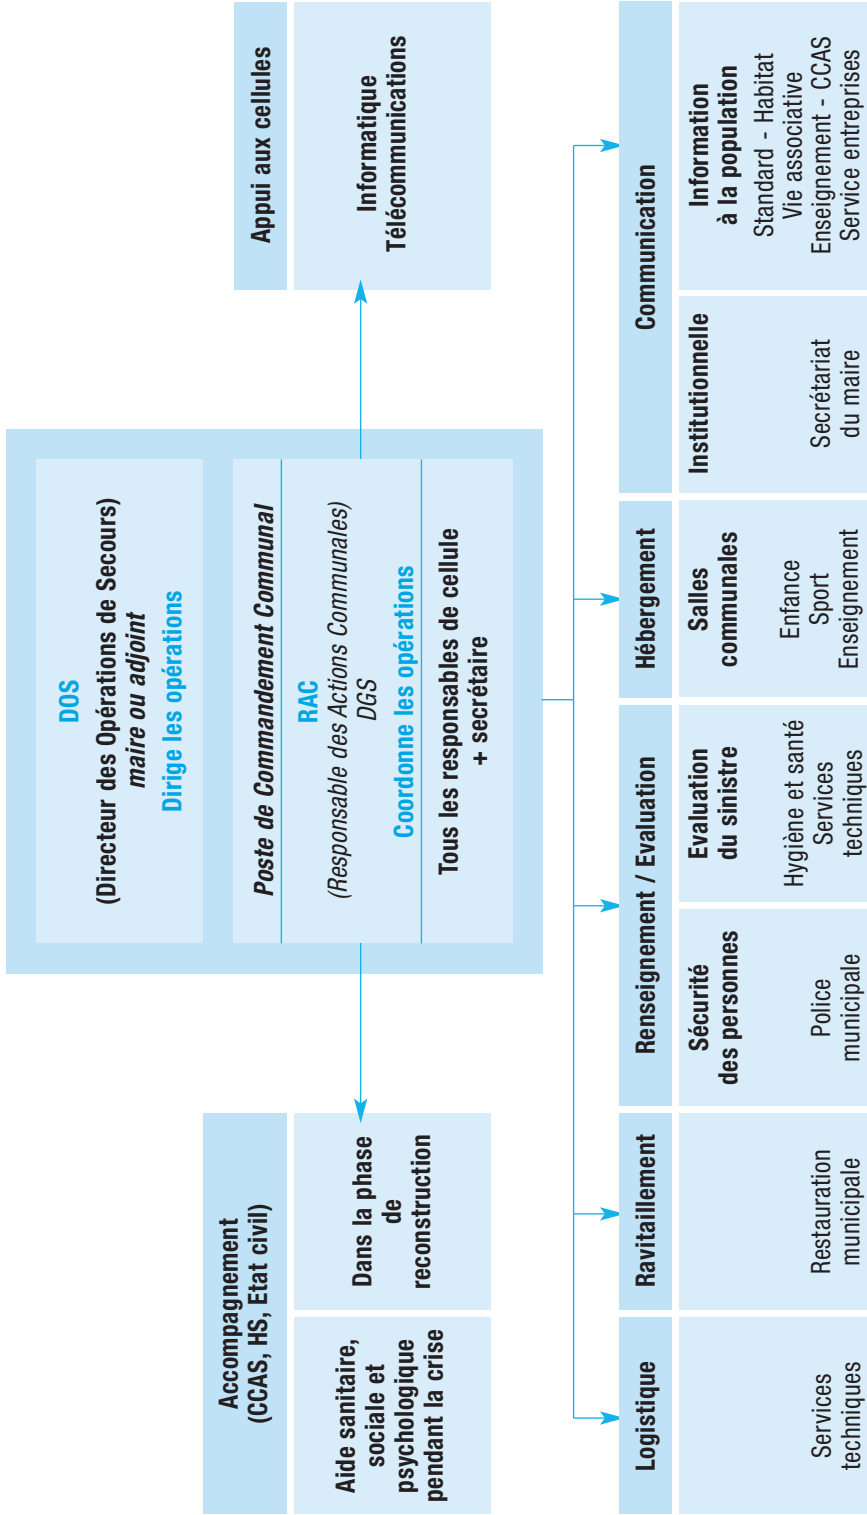 DOS
(Directeur des Opérations de Secours)
maire ou adjoint
Dirige les opérations
Poste de Commandement Communal
RAC
(Responsable des Actions Communales)
DGS
Coordonne les opérations
Tous les responsables de cellule
+ secrétaire
Accompagnement
(CCAS, HS, Etat civil)
Aide sanitaire,
sociale et
psychologique
pendant la crise
Dans la phase
de
reconstruction
Appui aux cellules
Informatique
Télécommunications
Logistique
Services
techniques
Ravitaillement
Restauration
municipale
Renseignement / Evaluation
Sécurité
des personnes
Police
municipale
Evaluation
du sinistre
Hygiène et santé
Services
techniques
Hébergement
Salles
communales
Enfance
Sport
Enseignement
Communication
Institutionnelle
Secrétariat
du maire
Information
à la population
Standard - Habitat
Vie associative
Enseignement - CCAS
Service entreprises